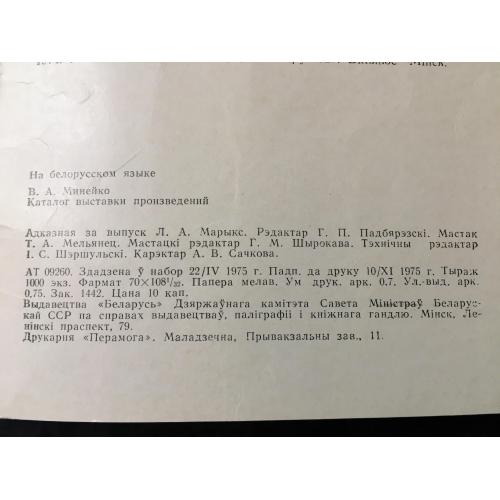 Мінск.
На белорусском языке
В. А. Минейко
Каталог выставки произведений
Адказная за выпуск Л. А. Марыкс. Рэдактар Г. П. Падбярэзскі. Мастак
Т. А. Мельянец. Мастацкі рэдактар Г. М. Шырокава. Тэхнічны рэдактар
І. С. Шэршульскі. Карэктар А. В. Сачкова.
АТ 09260. Здадзена ў набор 22/IV 1975 г. Падп. да друку 10/XI 1975 г. Тыраж
1000 экз. Фармат 70×108¹/₃₂. Папера мелав. Ум друк. арк. 0,7. Ул.-выд. арк.
0,75. Зак. 1442. Цана 10 кап.
Выдавецтва «Беларусь» Дзяржаўнага камітэта Савета Міністраў Беларус-
кай ССР па справах выдавецтваў, паліграфіі і кніжнага гандлю. Мінск, Ле-
нінскі праспект, 79.
Друкарня «Перамога». Маладзечна, Прывакзальны зав., 11.